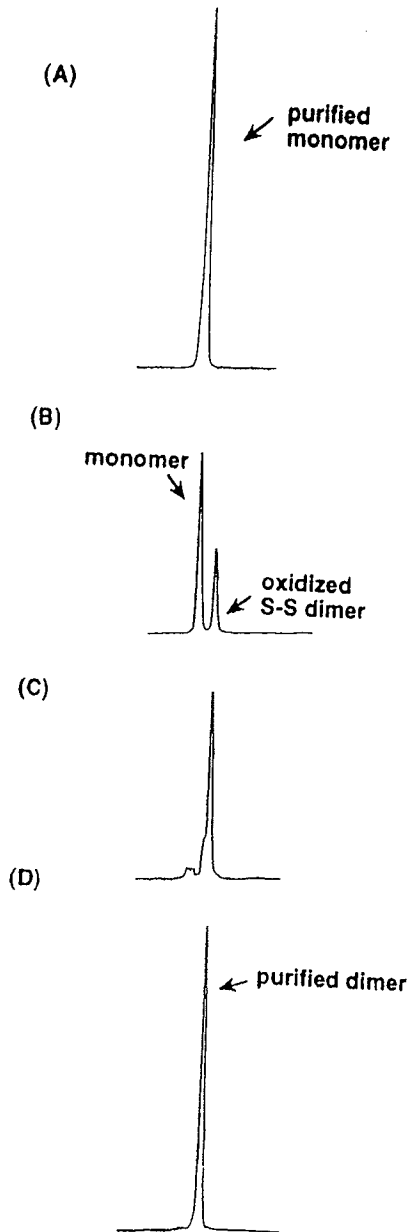 (A)
purified
monomer
(B)
monomer
oxidized
S-S dimer
(C)
(D)
purified dimer